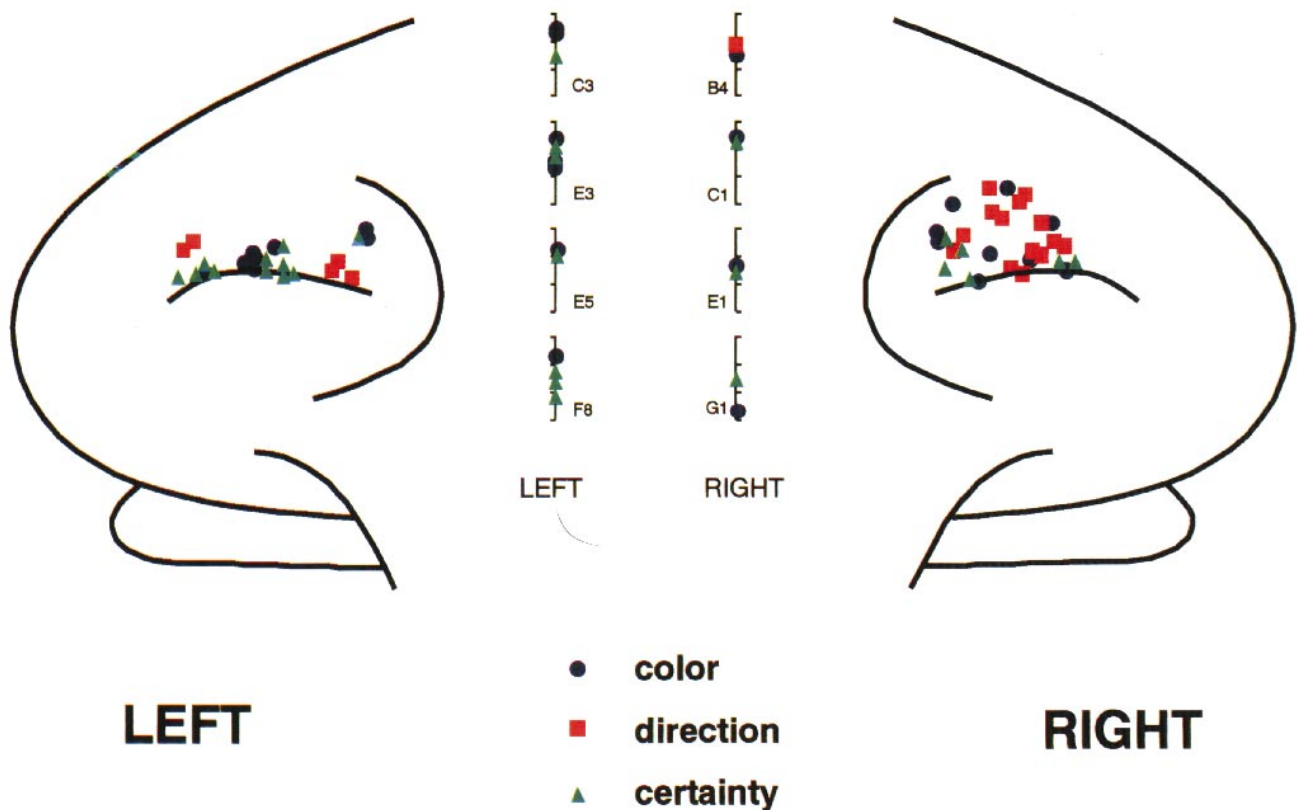 C3
B4
E3
C1
E5
E1
F8
G1
LEFT
RIGHT
color
LEFT
direction
RIGHT
certainty